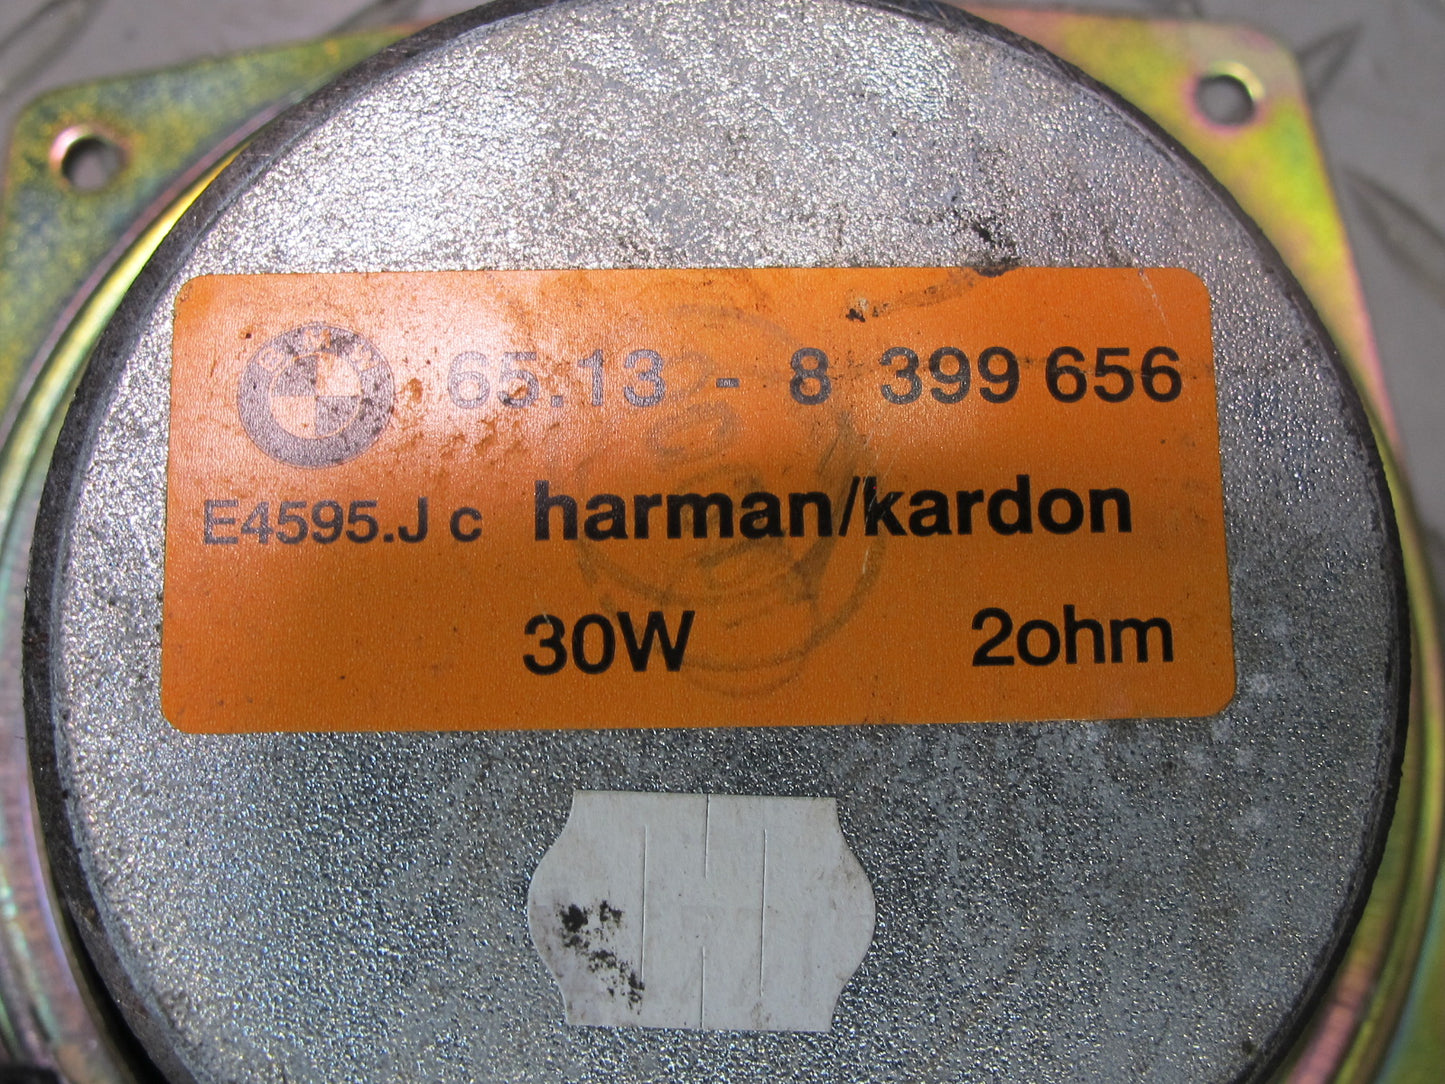 65.13 - 8 399 656
E4595.J c harman/kardon
30W 2ohm